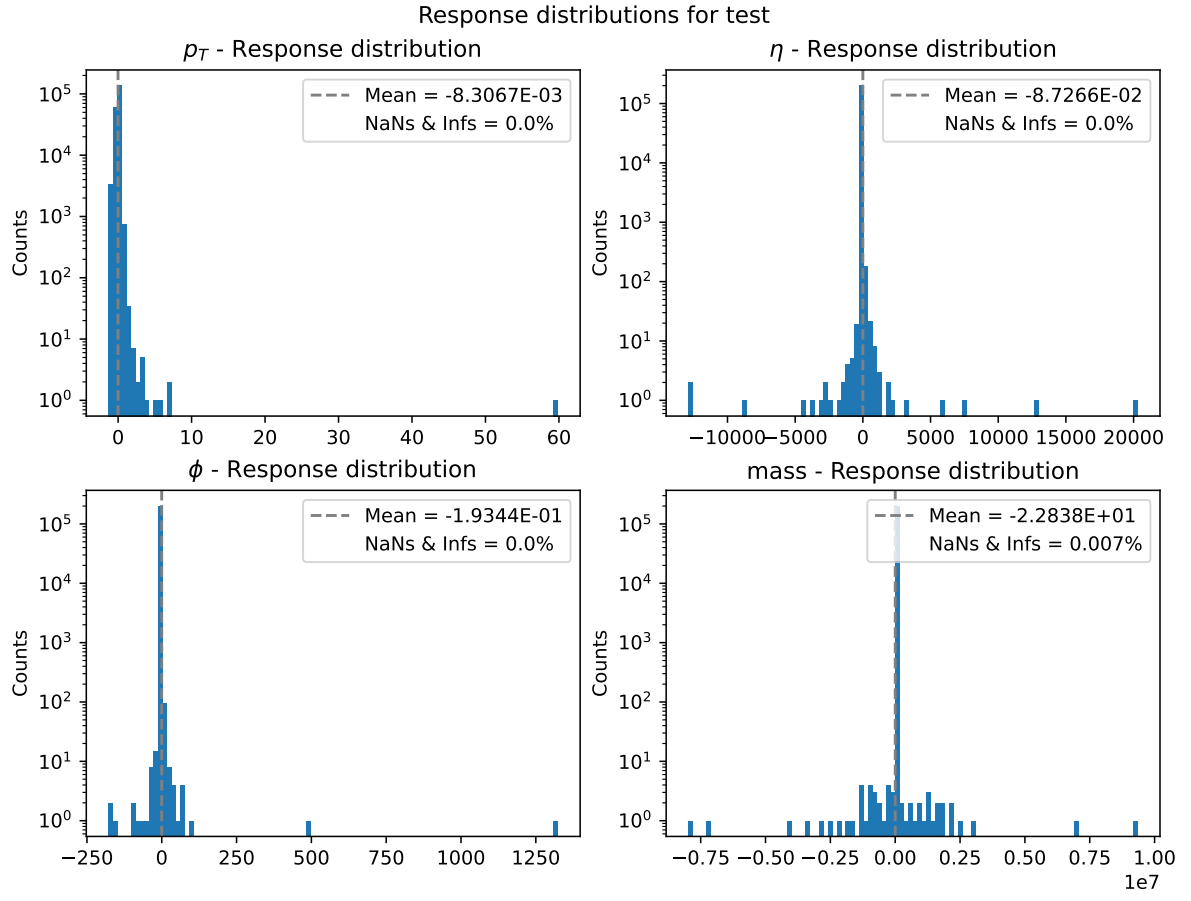 Response distributions for test
p_T - Response distribution
Mean = -8.3067E-03
NaNs & Infs = 0.0%
Counts
10^5
10^4
10^3
10^2
10^1
10^0
0 10 20 30 40 50 60
η - Response distribution
Mean = -8.7266E-02
NaNs & Infs = 0.0%
Counts
10^5
10^4
10^3
10^2
10^1
10^0
−10000 −5000 0 5000 10000 15000 20000
ϕ - Response distribution
Mean = -1.9344E-01
NaNs & Infs = 0.0%
Counts
10^5
10^4
10^3
10^2
10^1
10^0
−250 0 250 500 750 1000 1250
mass - Response distribution
Mean = -2.2838E+01
NaNs & Infs = 0.007%
Counts
10^5
10^4
10^3
10^2
10^1
10^0
−0.75 −0.50 −0.25 0.00 0.25 0.50 0.75 1.00
1e7